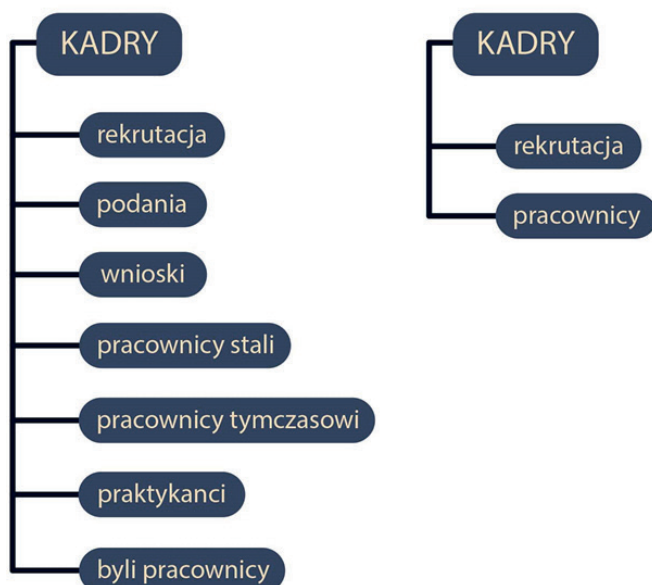 KADRY
rekrutacja
podania
wnioski
pracownicy stali
pracownicy tymczasowi
praktykanci
byli pracownicy
KADRY
rekrutacja
pracownicy